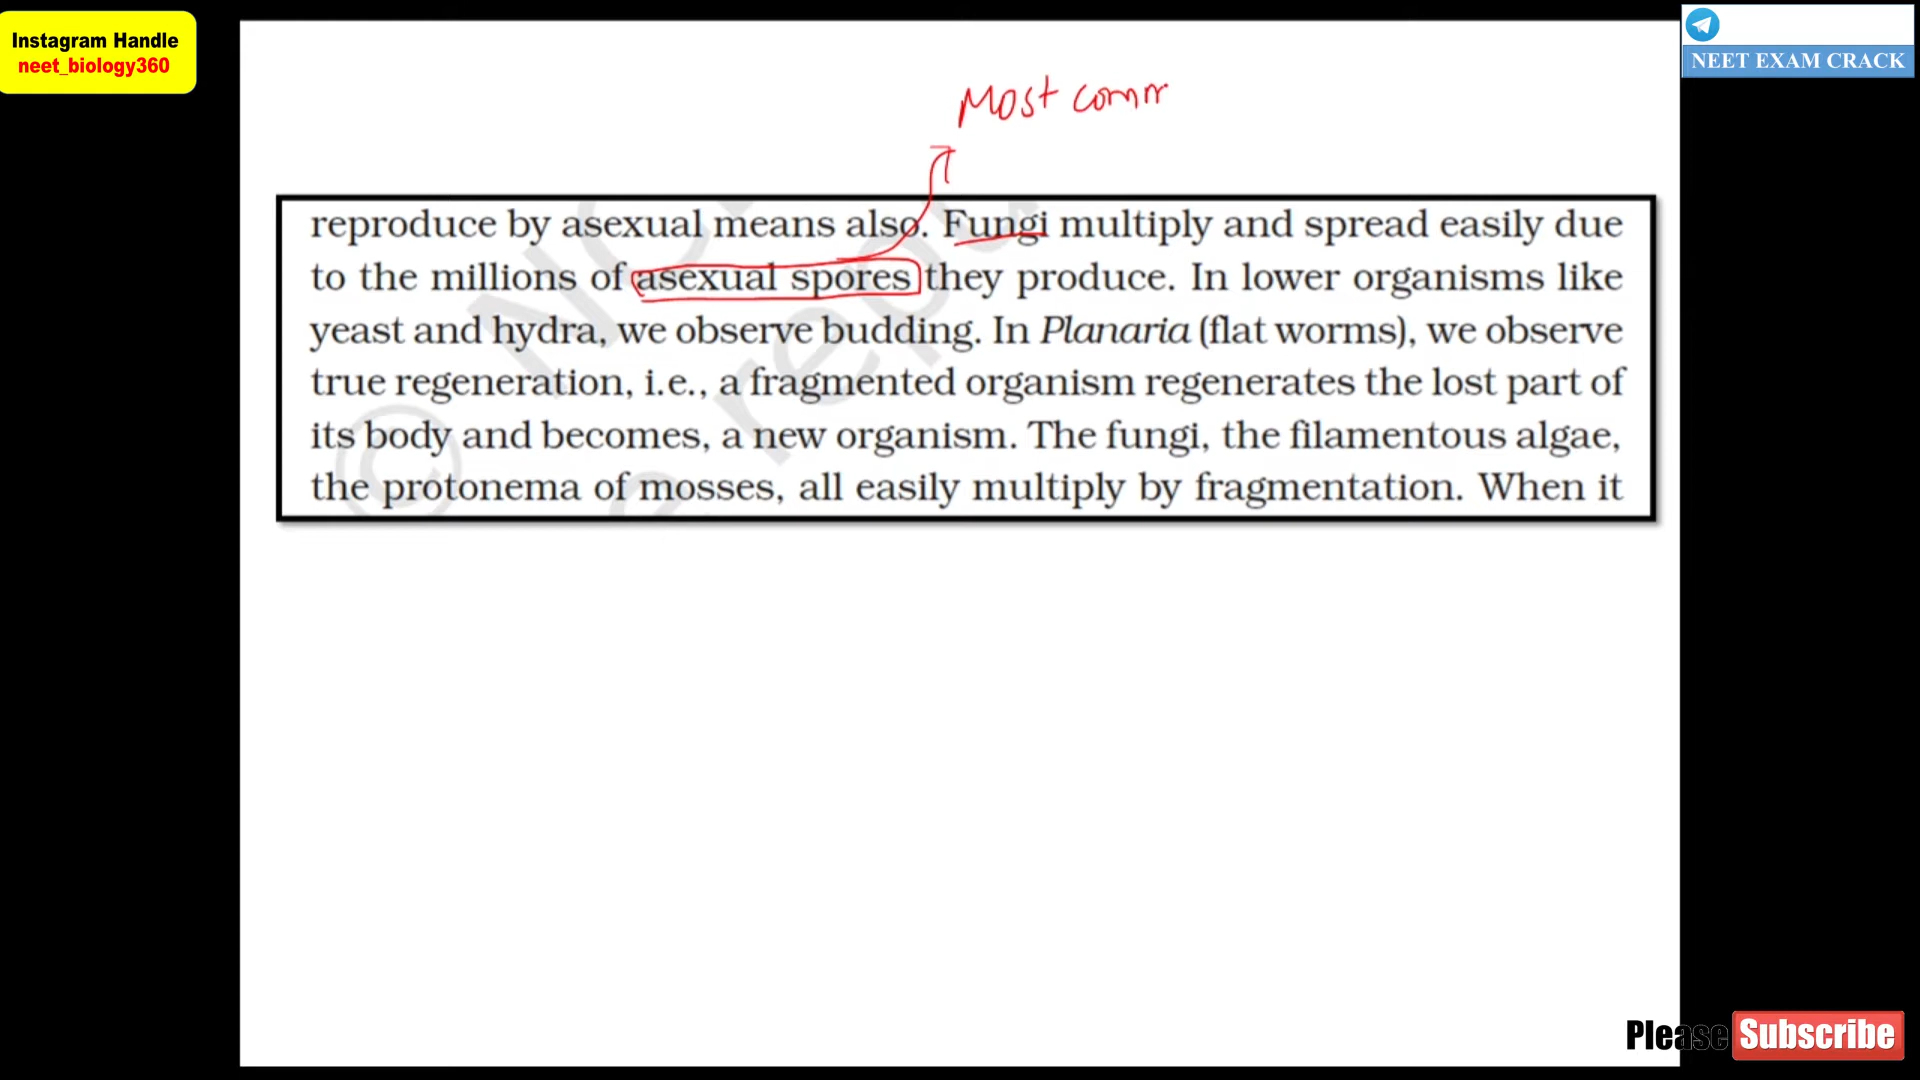 Instagram Handle
neet_biology360
NEET EXAM CRACK
Most comm
reproduce by asexual means also. Fungi multiply and spread easily due
to the millions of asexual spores they produce. In lower organisms like
yeast and hydra, we observe budding. In Planaria (flat worms), we observe
true regeneration, i.e., a fragmented organism regenerates the lost part of
its body and becomes, a new organism. The fungi, the filamentous algae,
the protonema of mosses, all easily multiply by fragmentation. When it
Please Subscribe